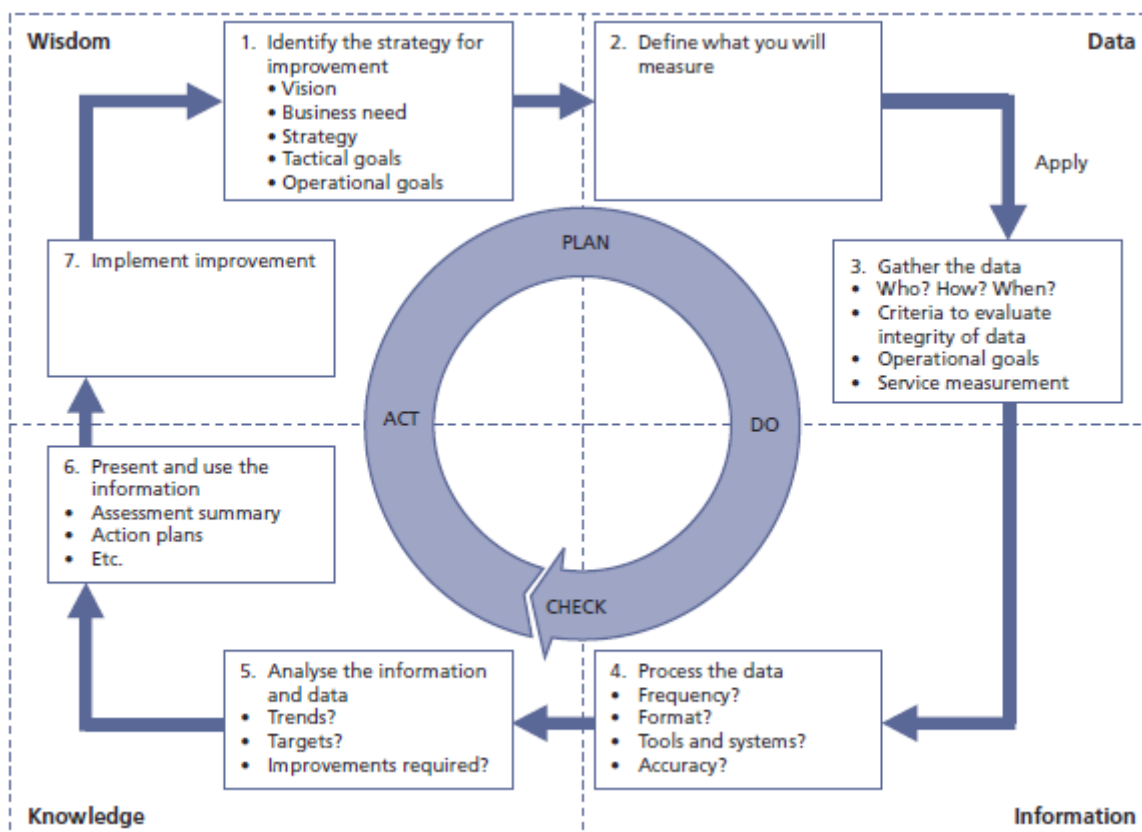 Wisdom
1. Identify the strategy for
improvement
• Vision
• Business need
• Strategy
• Tactical goals
• Operational goals
2. Define what you will
measure
Data
Apply
7. Implement improvement
PLAN
3. Gather the data
• Who? How? When?
• Criteria to evaluate
integrity of data
• Operational goals
• Service measurement
ACT
DO
6. Present and use the
information
• Assessment summary
• Action plans
• Etc.
CHECK
5. Analyse the information
and data
• Trends?
• Targets?
• Improvements required?
4. Process the data
• Frequency?
• Format?
• Tools and systems?
• Accuracy?
Knowledge
Information